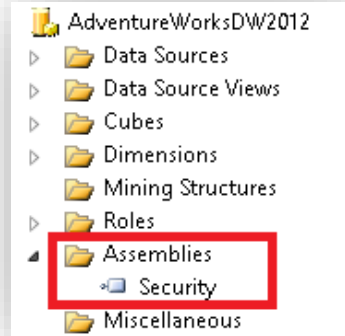 AdventureWorksDW2012
Data Sources
Data Source Views
Cubes
Dimensions
Mining Structures
Roles
Assemblies
Security
Miscellaneous